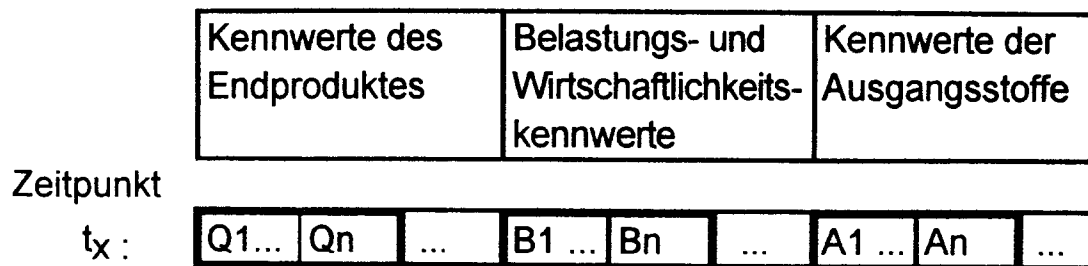 Kennwerte des Endproduktes
Belastungs- und Wirtschaftlichkeits- kennwerte
Kennwerte der Ausgangsstoffe
Zeitpunkt
tx : Q1... Qn ... B1 ... Bn ... A1 ... An ...